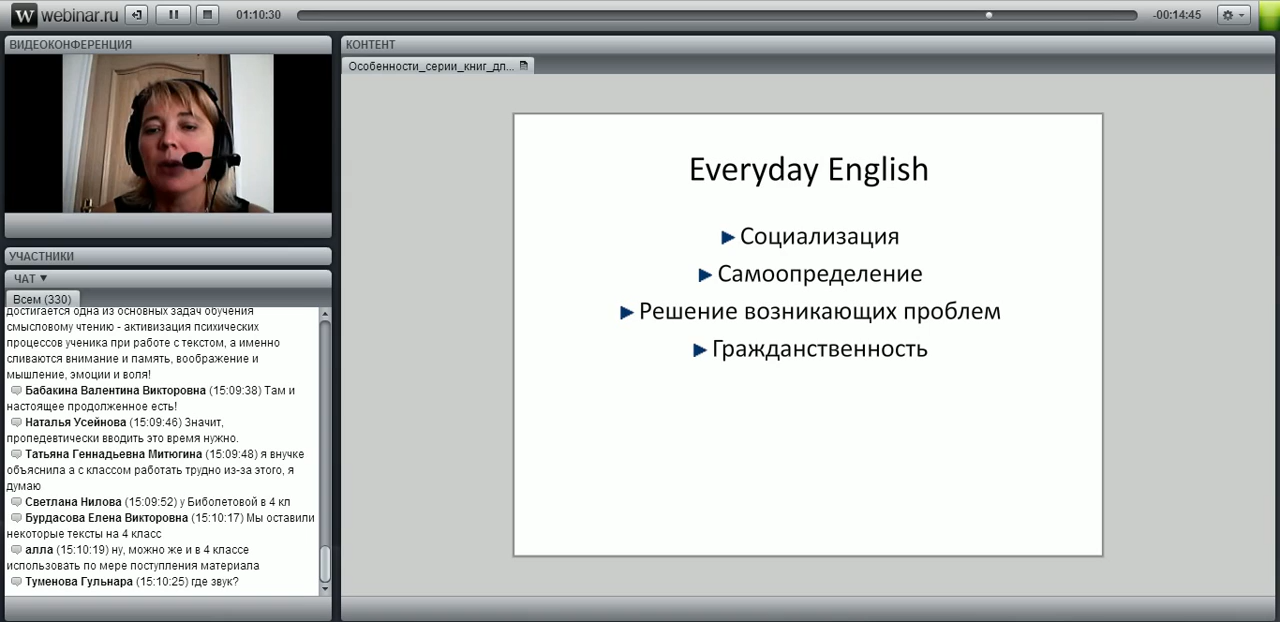 W webinar.ru 01:10:30 -00:14:45
ВИДЕОКОНФЕРЕНЦИЯ
УЧАСТНИКИ
ЧАТ
Всем (330)
достигается одна из основных задач обучения
смысловому чтению - активизация психических
процессов ученика при работе с текстом, а именно
сливаются внимание и память, воображение и
мышление, эмоции и воля!
Бабакина Валентина Викторовна (15:09:38) Там и
настоящее продолженное есть!
Наталья Усейнова (15:09:46) Значит,
пропедевтически вводить это время нужно.
Татьяна Геннадьевна Митюгина (15:09:48) я внучке
объяснила а с классом работать трудно из-за этого, я
думаю
Светлана Нилова (15:09:52) у Биболетовой в 4 кл
Бурдасова Елена Викторовна (15:10:17) Мы оставили
некоторые тексты на 4 класс
алла (15:10:19) ну, можно же и в 4 классе
использовать по мере поступления материала
Туменова Гульнара (15:10:25) где звук?
КОНТЕНТ
Особенности_серии_книг_дл...
Everyday English
Социализация
Самоопределение
Решение возникающих проблем
Гражданственность